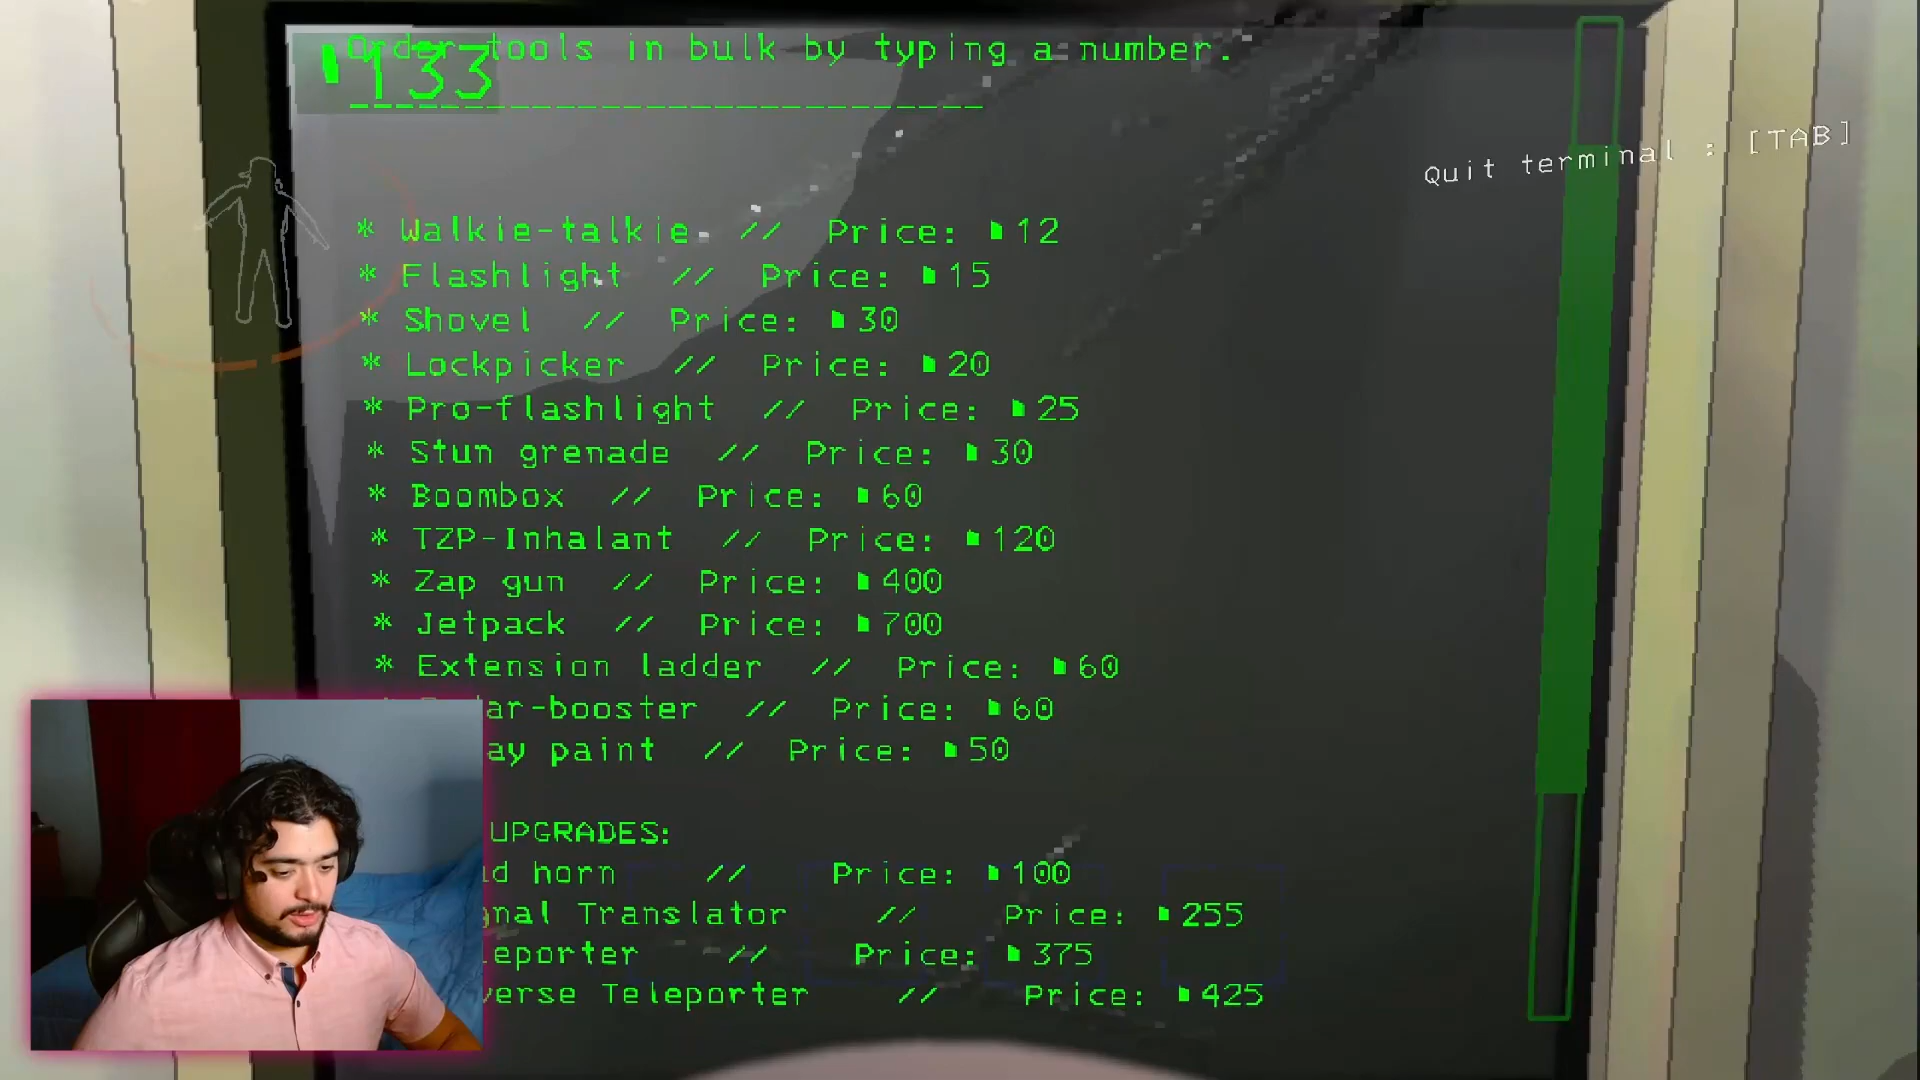 Order tools in bulk by typing a number.
133
Quit terminal : [TAB]
* Walkie-talkie // Price: 12
* Flashlight // Price: 15
* Shovel // Price: 30
* Lockpicker // Price: 20
* Pro-flashlight // Price: 25
* Stun grenade // Price: 30
* Boombox // Price: 60
* TZP-Inhalant // Price: 120
* Zap gun // Price: 400
* Jetpack // Price: 700
* Extension ladder // Price: 60
ar-booster // Price: 60
ay paint // Price: 50
UPGRADES:
horn // Price: 100
nal Translator // Price: 255
eporter // Price: 375
verse Teleporter // Price: 425